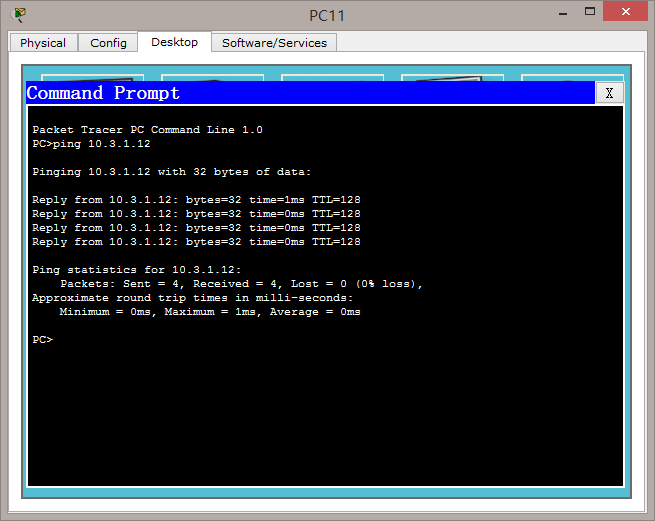 PC11
Physical Config Desktop Software/Services
Command Prompt X
Packet Tracer PC Command Line 1.0
PC>ping 10.3.1.12
Pinging 10.3.1.12 with 32 bytes of data:
Reply from 10.3.1.12: bytes=32 time=1ms TTL=128
Reply from 10.3.1.12: bytes=32 time=0ms TTL=128
Reply from 10.3.1.12: bytes=32 time=0ms TTL=128
Reply from 10.3.1.12: bytes=32 time=0ms TTL=128
Ping statistics for 10.3.1.12:
Packets: Sent = 4, Received = 4, Lost = 0 (0% loss),
Approximate round trip times in milli-seconds:
Minimum = 0ms, Maximum = 1ms, Average = 0ms
PC>